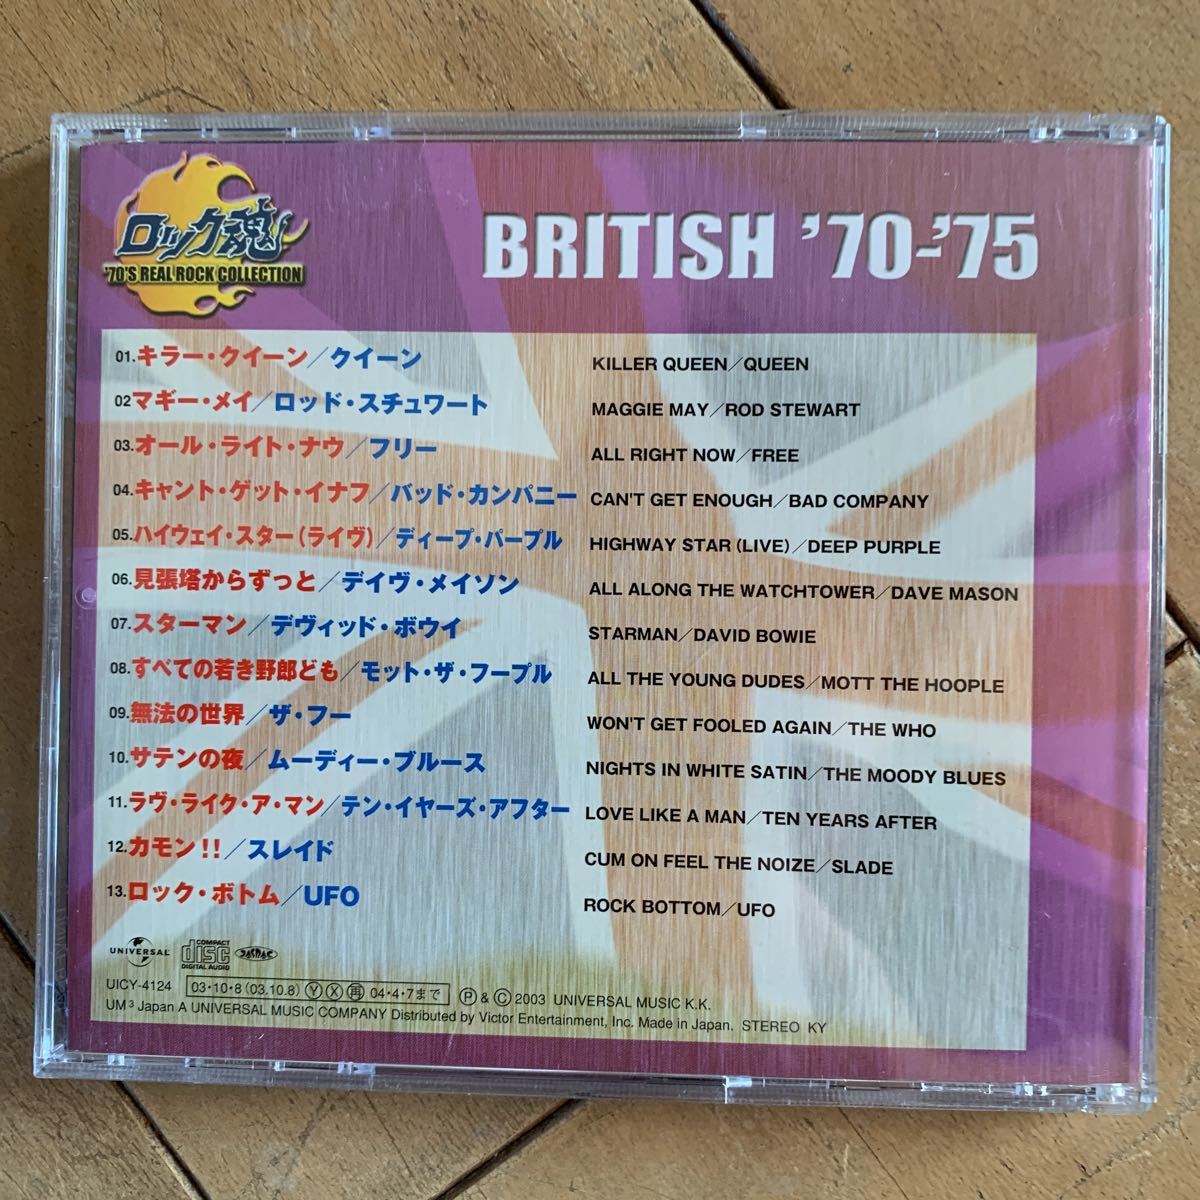 ロック魂
'70'S REAL ROCK COLLECTION
BRITISH '70-'75
01.キラー・クイーン/クイーン KILLER QUEEN/QUEEN
02 マギー・メイ/ロッド・スチュワート MAGGIE MAY/ROD STEWART
03.オール・ライト・ナウ/フリー ALL RIGHT NOW/FREE
04.キャント・ゲット・イナフ/バッド・カンパニー CAN'T GET ENOUGH/BAD COMPANY
05.ハイウェイ・スター(ライヴ)/ディープ・パープル HIGHWAY STAR (LIVE)/DEEP PURPLE
06.見張塔からずっと/デイヴ・メイソン ALL ALONG THE WATCHTOWER/DAVE MASON
07.スターマン/デヴィッド・ボウイ STARMAN/DAVID BOWIE
08.すべての若き野郎ども/モット・ザ・フープル ALL THE YOUNG DUDES/MOTT THE HOOPLE
09.無法の世界/ザ・フー WON'T GET FOOLED AGAIN/THE WHO
10.サテンの夜/ムーディー・ブルース NIGHTS IN WHITE SATIN/THE MOODY BLUES
11.ラヴ・ライク・ア・マン/テン・イヤーズ・アフター LOVE LIKE A MAN/TEN YEARS AFTER
12.カモン!!/スレイド CUM ON FEEL THE NOIZE/SLADE
13.ロック・ボトム/UFO ROCK BOTTOM/UFO
UNIVERSAL COMPACT disc DIGITAL AUDIO JASRAC
UICY-4124 03・10・8 (03.10.8) Ⓨ Ⓧ 再 04・4・7まで Ⓟ & Ⓒ 2003 UNIVERSAL MUSIC K.K.
UM³ Japan A UNIVERSAL MUSIC COMPANY Distributed by Victor Entertainment, Inc. Made in Japan. STEREO KY